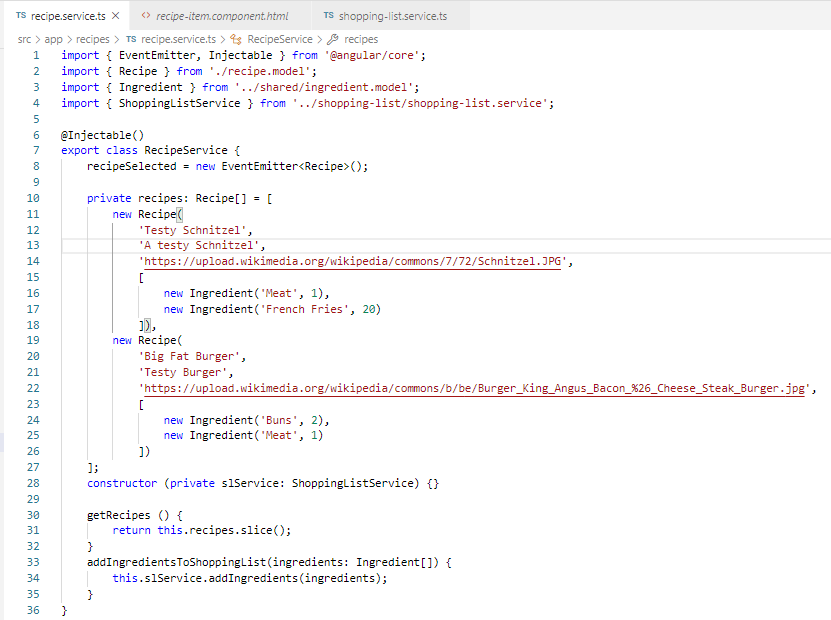 TS recipe.service.ts × <> recipe-item.component.html TS shopping-list.service.ts
src > app > recipes > TS recipe.service.ts > RecipeService > recipes
1 import { EventEmitter, Injectable } from '@angular/core';
2 import { Recipe } from './recipe.model';
3 import { Ingredient } from '../shared/ingredient.model';
4 import { ShoppingListService } from '../shopping-list/shopping-list.service';
5
6 @Injectable()
7 export class RecipeService {
8     recipeSelected = new EventEmitter<Recipe>();
9
10     private recipes: Recipe[] = [
11         new Recipe(
12             'Testy Schnitzel',
13             'A testy Schnitzel',
14             'https://upload.wikimedia.org/wikipedia/commons/7/72/Schnitzel.JPG',
15             [
16                 new Ingredient('Meat', 1),
17                 new Ingredient('French Fries', 20)
18             ]),
19         new Recipe(
20             'Big Fat Burger',
21             'Testy Burger',
22             'https://upload.wikimedia.org/wikipedia/commons/b/be/Burger_King_Angus_Bacon_%26_Cheese_Steak_Burger.jpg',
23             [
24                 new Ingredient('Buns', 2),
25                 new Ingredient('Meat', 1)
26             ])
27     ];
28     constructor (private slService: ShoppingListService) {}
29
30     getRecipes () {
31         return this.recipes.slice();
32     }
33     addIngredientsToShoppingList(ingredients: Ingredient[]) {
34         this.slService.addIngredients(ingredients);
35     }
36 }